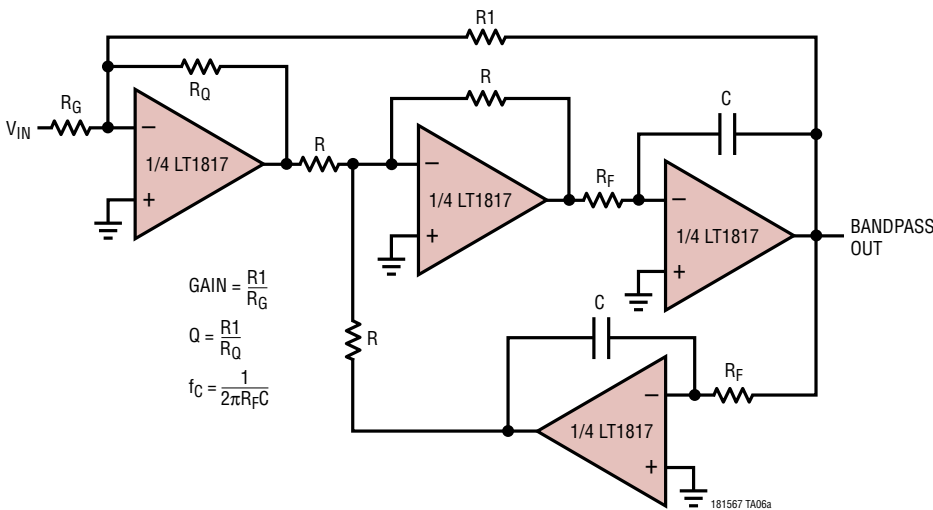 R1
R
C
RQ
RG
VIN
−
1/4 LT1817
+
R
−
1/4 LT1817
+
RF
−
1/4 LT1817
+
BANDPASS
OUT
GAIN = R1
RG
Q = R1
RQ
fC = 1
2πRFC
R
C
RF
−
1/4 LT1817
+
181567 TA06a